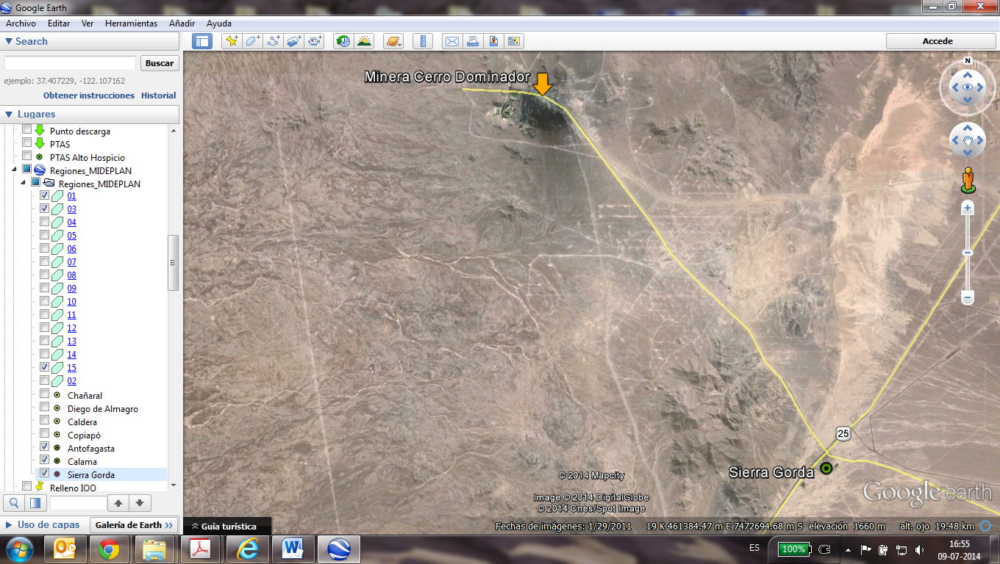 Google Earth
Archivo Editar Ver Herramientas Añadir Ayuda
Search
Buscar
ejemplo: 37.407229, -122.107162
Obtener instrucciones Historial
Lugares
Punto descarga
PTAS
PTAS Alto Hospicio
Regiones_MIDEPLAN
Regiones_MIDEPLAN
01
03
04
05
06
07
08
09
10
11
12
13
14
15
02
Chañaral
Diego de Almagro
Caldera
Copiapó
Antofagasta
Calama
Sierra Gorda
Relleno IOO
Uso de capas Galería de Earth >>
Accede
N
Minera Cerro Dominador
25
Sierra Gorda
© 2014 Mapcity
Image © 2014 DigitalGlobe
© 2014 Cnes/Spot Image
Google earth
Guía turística
Fechas de imágenes: 1/29/2011 19 K 461384.47 m E 7472694.68 m S elevación 1660 m alt. ojo 19.48 km
ES 100% 16:55
09-07-2014